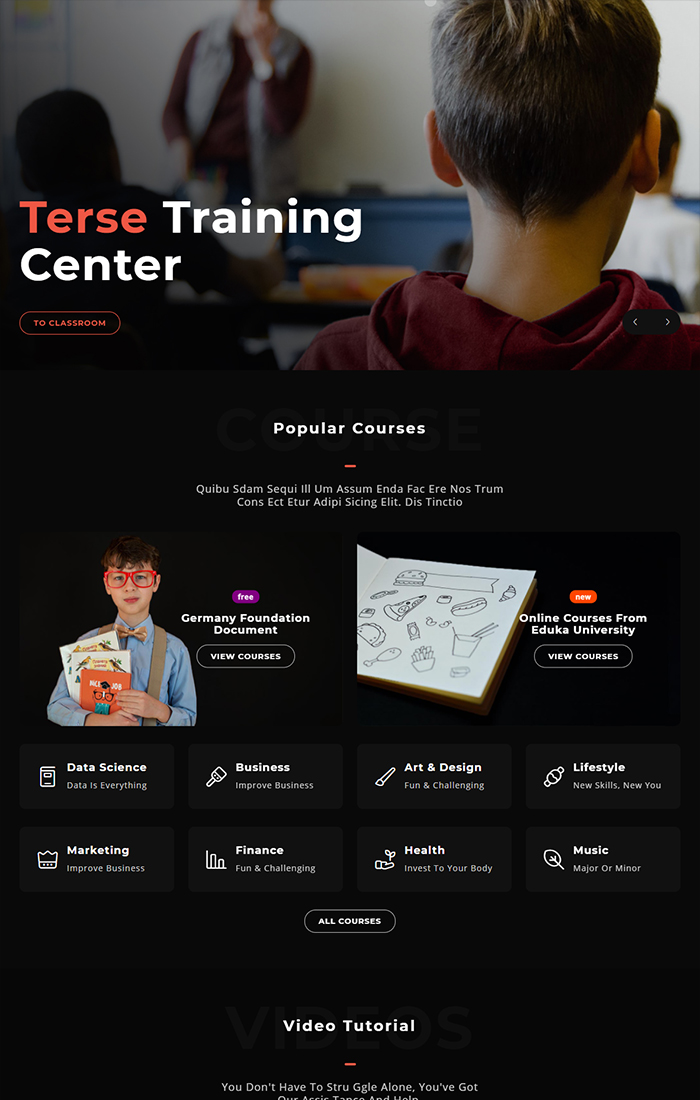 Terse Training
Center
TO CLASSROOM
COURSE
Popular Courses
Quibu Sdam Sequi Ill Um Assum Enda Fac Ere Nos Trum
Cons Ect Etur Adipi Sicing Elit. Dis Tinctio
free
Germany Foundation
Document
VIEW COURSES
new
Online Courses From
Eduka University
VIEW COURSES
Data Science
Data Is Everything
Business
Improve Business
Art & Design
Fun & Challenging
Lifestyle
New Skills, New You
Marketing
Improve Business
Finance
Fun & Challenging
Health
Invest To Your Body
Music
Major Or Minor
ALL COURSES
VIDEOS
Video Tutorial
You Don't Have To Stru Ggle Alone, You've Got
Our Assis Tance And Help